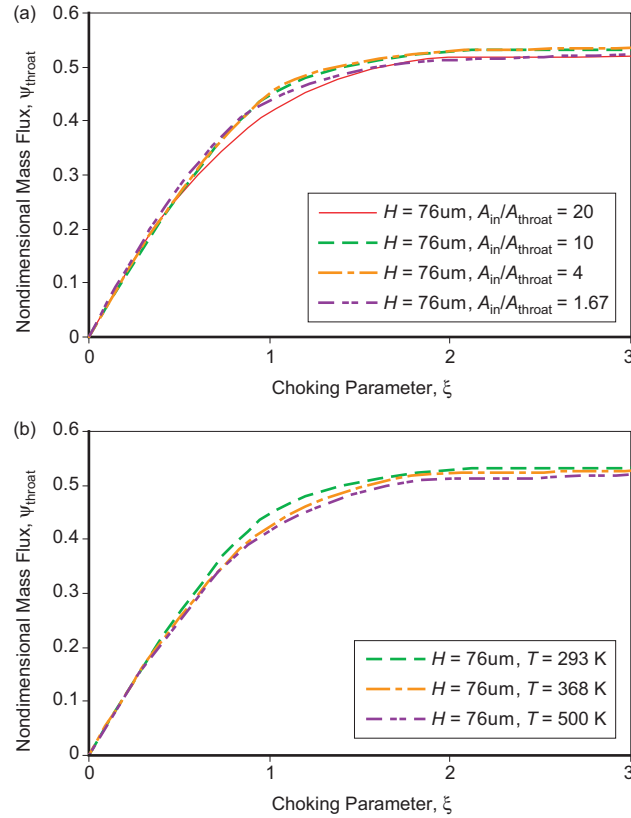 (a)
0.6
0.5
0.4
0.3
0.2
0.1
0
Nondimensional Mass Flux, ψthroat
H = 76um, Ain/Athroat = 20
H = 76um, Ain/Athroat = 10
H = 76um, Ain/Athroat = 4
H = 76um, Ain/Athroat = 1.67
0 1 2 3
Choking Parameter, ξ
(b)
0.6
0.5
0.4
0.3
0.2
0.1
0
Nondimensional Mass Flux, ψthroat
H = 76um, T = 293 K
H = 76um, T = 368 K
H = 76um, T = 500 K
0 1 2 3
Choking Parameter, ξ